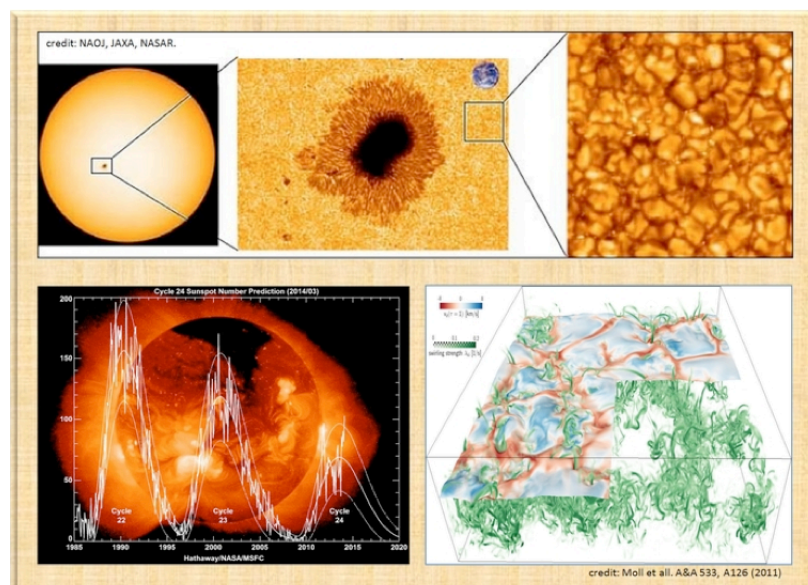 credit: NAOJ, JAXA, NASAR.
Cycle 24 Sunspot Number Prediction (2014/03)
200
150
100
50
0
Cycle
22
Cycle
23
Cycle
24
1985 1990 1995 2000 2005 2010 2015 2020
Hathaway/NASA/MSFC
swirling strength
credit: Moll et all. A&A 533, A126 (2011)